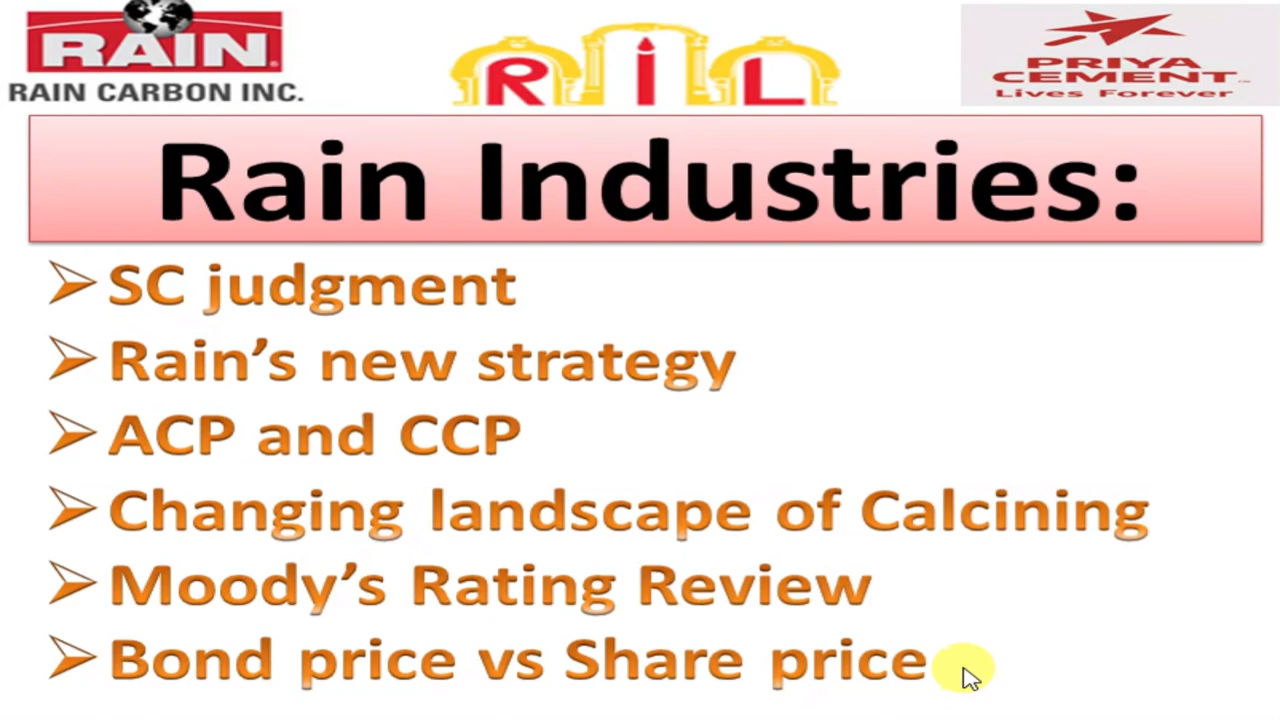 RAIN
RAIN CARBON INC.
RIL
PRIYA
CEMENT
Lives Forever
Rain Industries:
SC judgment
Rain's new strategy
ACP and CCP
Changing landscape of Calcining
Moody's Rating Review
Bond price vs Share price